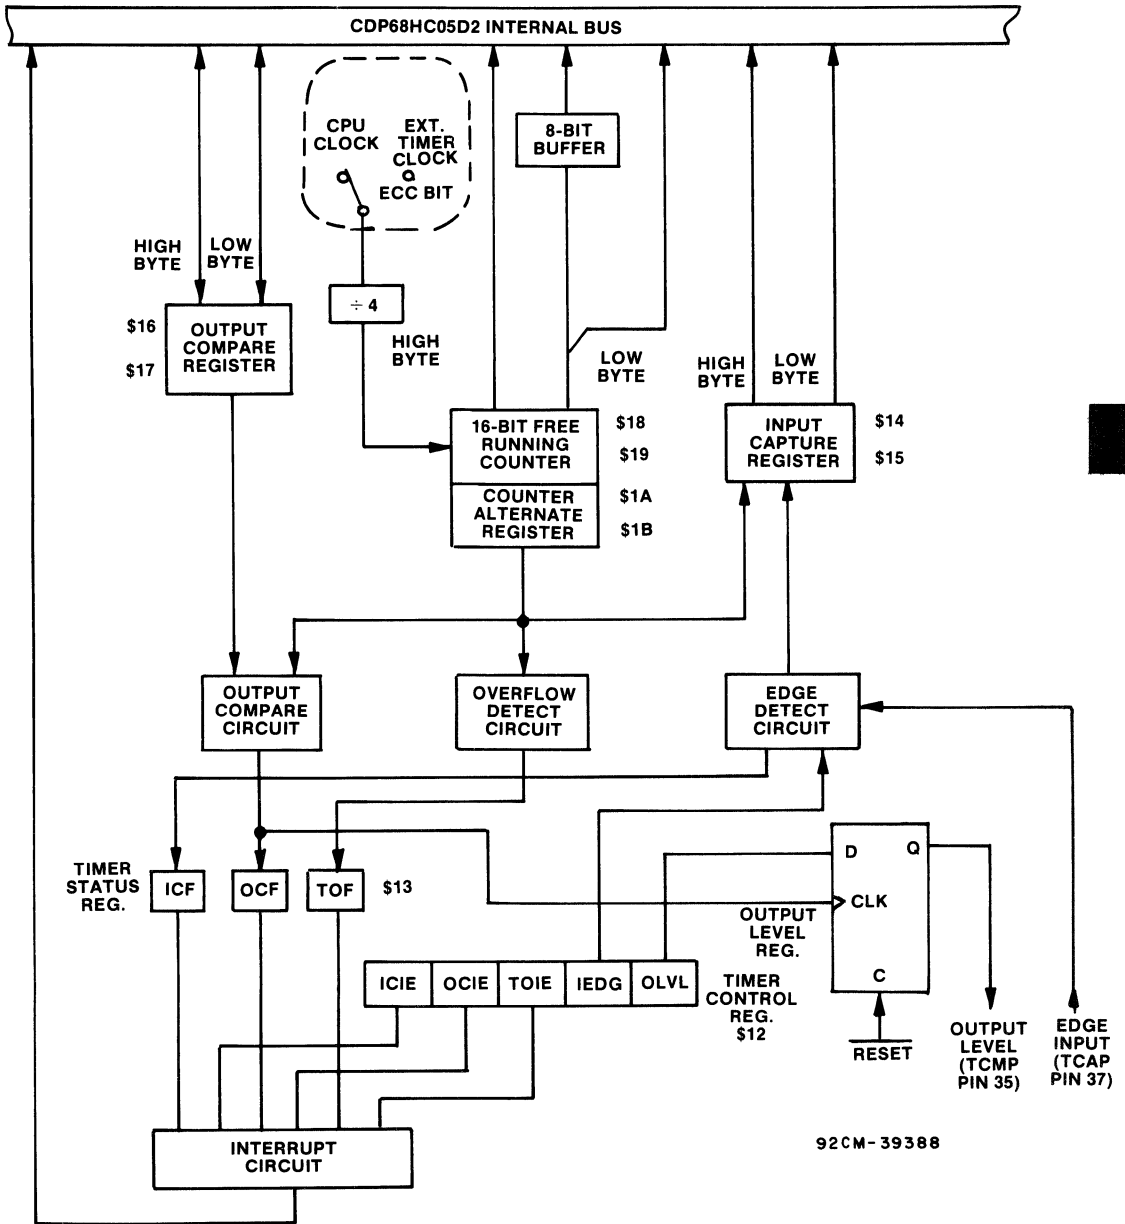 CDP68HC05D2 INTERNAL BUS
CPU
CLOCK
EXT.
TIMER
CLOCK
ECC BIT
8-BIT
BUFFER
HIGH
BYTE
LOW
BYTE
÷ 4
$16
$17
OUTPUT
COMPARE
REGISTER
HIGH
BYTE
LOW
BYTE
HIGH
BYTE
LOW
BYTE
16-BIT FREE
RUNNING
COUNTER
$18
$19
COUNTER
ALTERNATE
REGISTER
$1A
$1B
INPUT
CAPTURE
REGISTER
$14
$15
OUTPUT
COMPARE
CIRCUIT
OVERFLOW
DETECT
CIRCUIT
EDGE
DETECT
CIRCUIT
TIMER
STATUS
REG.
ICF
OCF
TOF
$13
D
Q
CLK
C
OUTPUT
LEVEL
REG.
ICIE
OCIE
TOIE
IEDG
OLVL
TIMER
CONTROL
REG.
$12
RESET
OUTPUT
LEVEL
(TCMP
PIN 35)
EDGE
INPUT
(TCAP
PIN 37)
INTERRUPT
CIRCUIT
92CM-39388